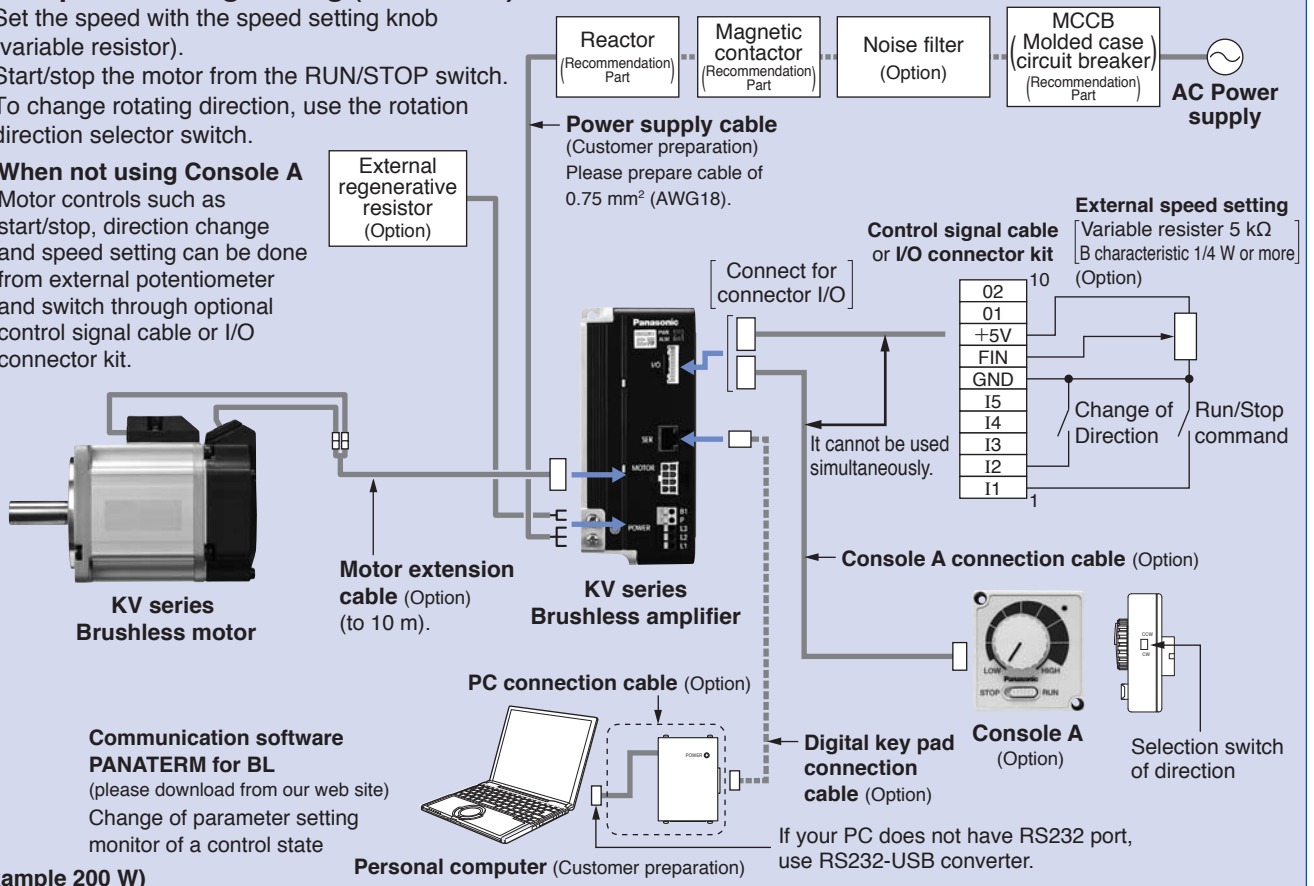 Set the speed with the speed setting knob
(variable resistor).
Start/stop the motor from the RUN/STOP switch.
To change rotating direction, use the rotation
direction selector switch.
When not using Console A
Motor controls such as
start/stop, direction change
and speed setting can be done
from external potentiometer
and switch through optional
control signal cable or I/O
connector kit.
Reactor
(Recommendation
Part)
Magnetic
contactor
(Recommendation
Part)
Noise filter
(Option)
MCCB
(Molded case
circuit breaker)
(Recommendation
Part)
AC Power
supply
Power supply cable
(Customer preparation)
Please prepare cable of
0.75 mm² (AWG18).
External
regenerative
resistor
(Option)
External speed setting
[Variable resister 5 kΩ
B characteristic 1/4 W or more]
(Option)
Control signal cable
or I/O connector kit
[Connect for
connector I/O]
10
02
01
+5V
FIN
GND
I5
I4
I3
I2
I1
1
Change of
Direction
Run/Stop
command
It cannot be used
simultaneously.
Panasonic
PWR
ALM
I/O
SER
MOTOR
POWER
B1
P
L3
L2
L1
KV series
Brushless amplifier
KV series
Brushless motor
Motor extension
cable (Option)
(to 10 m).
Console A connection cable (Option)
LOW
HIGH
Panasonic
STOP
RUN
CCW
CW
Console A
(Option)
Selection switch
of direction
PC connection cable (Option)
POWER
Digital key pad
connection
cable (Option)
Communication software
PANATERM for BL
(please download from our web site)
Change of parameter setting
monitor of a control state
Personal computer (Customer preparation)
If your PC does not have RS232 port,
use RS232-USB converter.
ample 200 W)